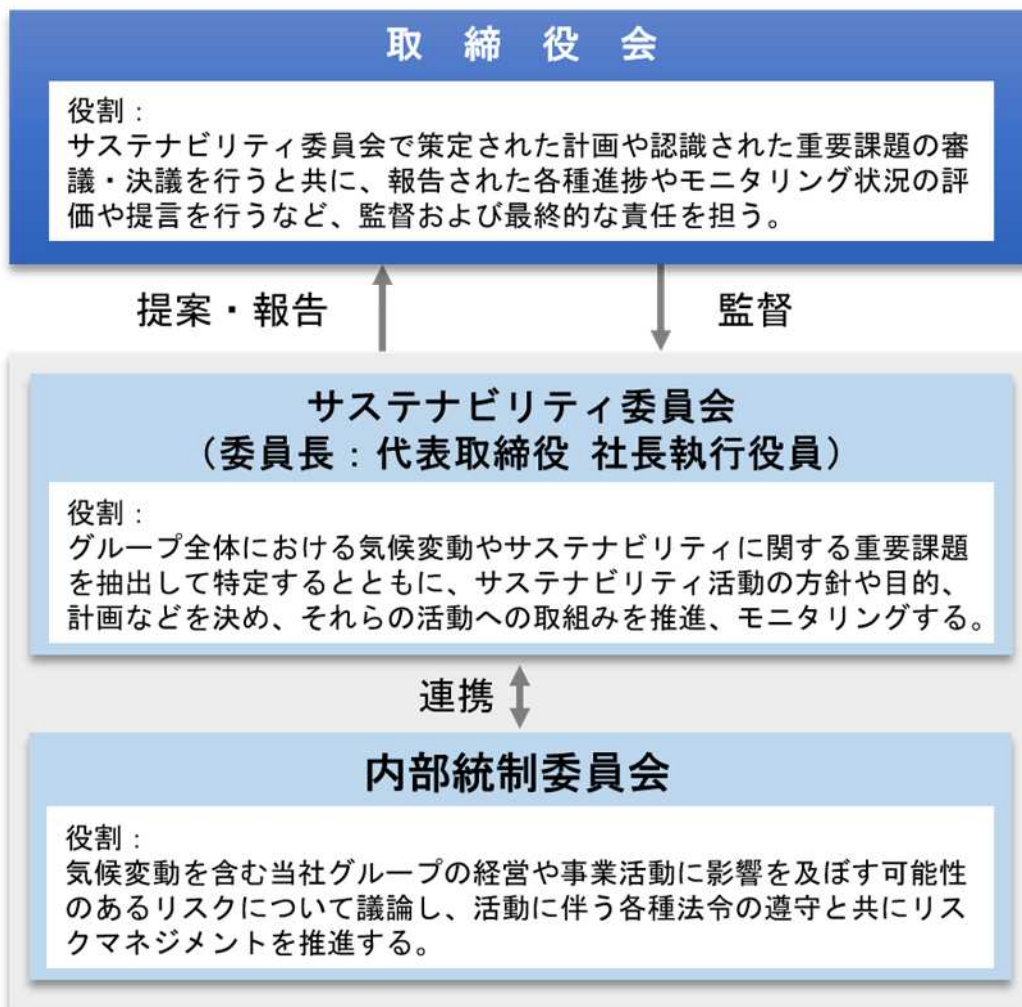 取 締 役 会
役割：
サステナビリティ委員会で策定された計画や認識された重要課題の審
議・決議を行うと共に、報告された各種進捗やモニタリング状況の評
価や提言を行うなど、監督および最終的な責任を担う。
提案・報告
監督
サステナビリティ委員会
（委員長：代表取締役 社長執行役員）
役割：
グループ全体における気候変動やサステナビリティに関する重要課題
を抽出して特定するとともに、サステナビリティ活動の方針や目的、
計画などを決め、それらの活動への取組みを推進、モニタリングする。
連携
内部統制委員会
役割：
気候変動を含む当社グループの経営や事業活動に影響を及ぼす可能性
のあるリスクについて議論し、活動に伴う各種法令の遵守と共にリス
クマネジメントを推進する。